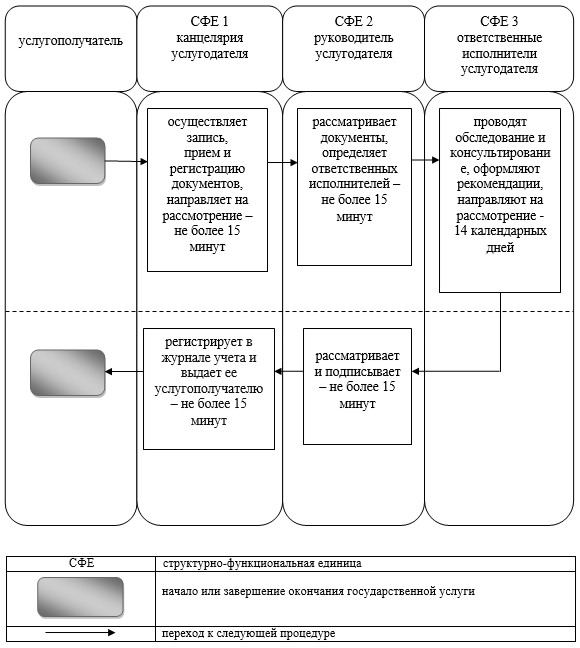 услугополучатель
СФЕ 1
канцелярия
услугодателя
СФЕ 2
руководитель
услугодателя
СФЕ 3
ответственные
исполнители
услугодателя
осуществляет
запись,
прием и
регистрацию
документов,
направляет на
рассмотрение –
не более 15
минут
рассматривает
документы,
определяет
ответственных
исполнителей –
не более 15
минут
проводят
обследование и
консультировани
е, оформляют
рекомендации,
направляют на
рассмотрение -
14 календарных
дней
регистрирует в
журнале учета и
выдает ее
услугополучателю
– не более 15
минут
рассматривает
и подписывает
– не более 15
минут
СФЕ
структурно-функциональная единица
начало или завершение окончания государственной услуги
переход к следующей процедуре